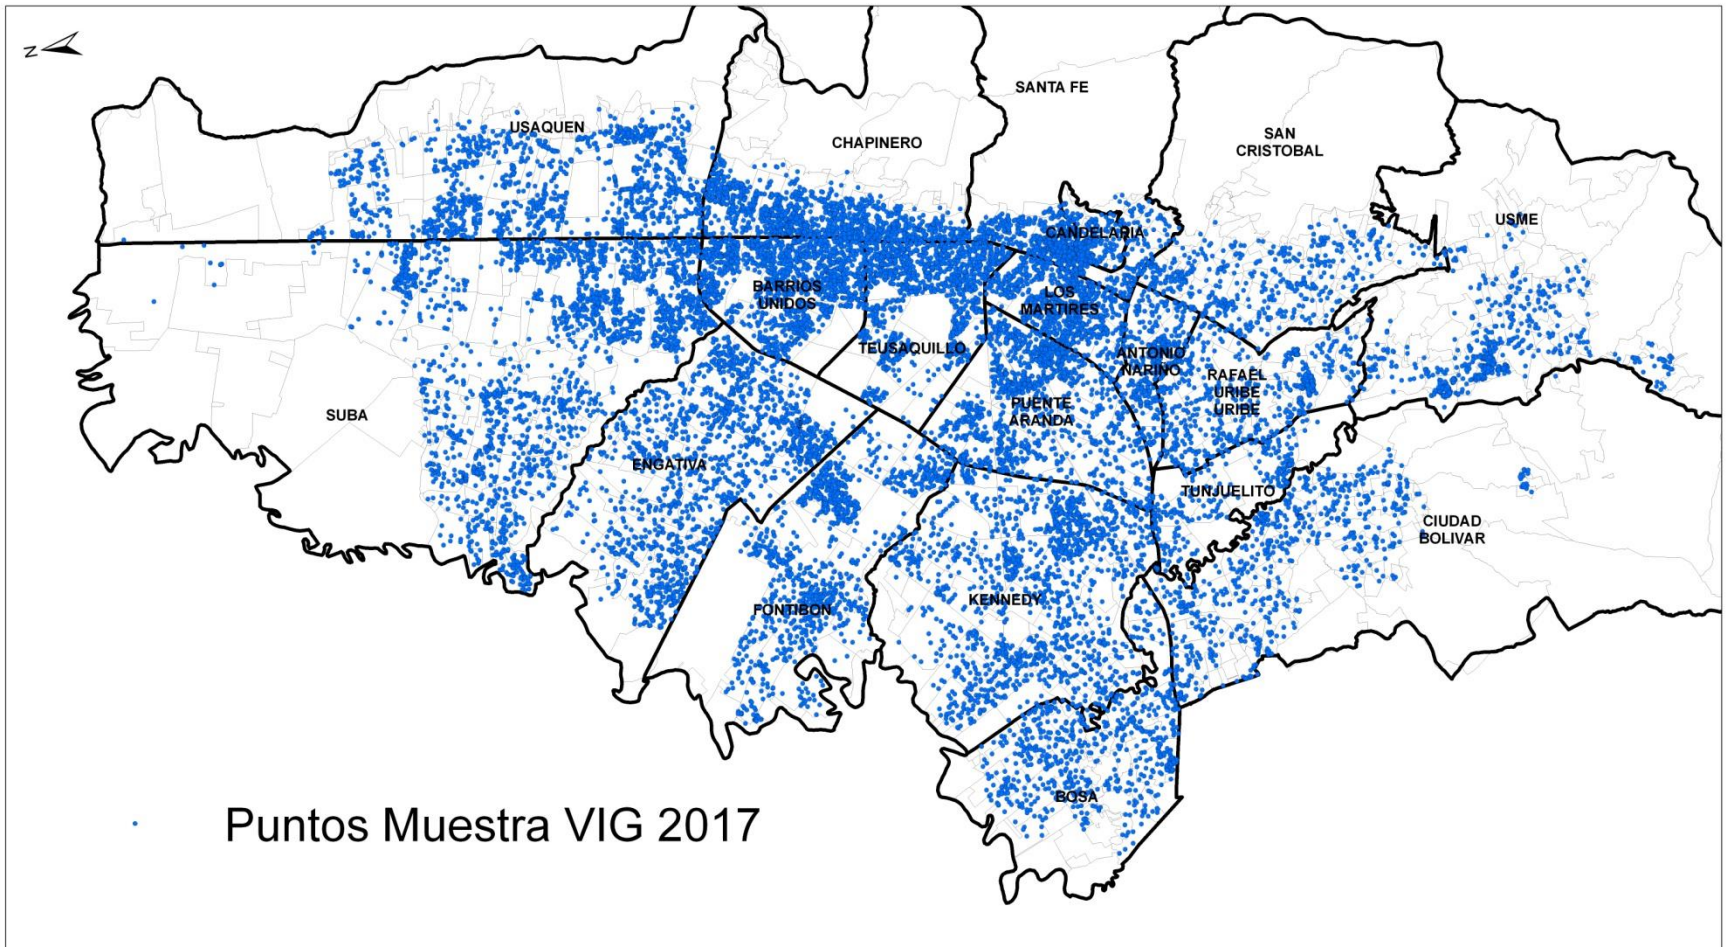 N
SANTA FE
USAQUEN
CHAPINERO
SAN
CRISTOBAL
USME
CANDELARIA
BARRIOS
UNIDOS
LOS
MARTIRES
TEUSAQUILLO
ANTONIO
NARINO
RAFAEL
URIBE
URIBE
SUBA
PUENTE
ARANDA
ENGATIVA
TUNJUELITO
CIUDAD
BOLIVAR
FONTIBON
KENNEDY
BOSA
Puntos Muestra VIG 2017